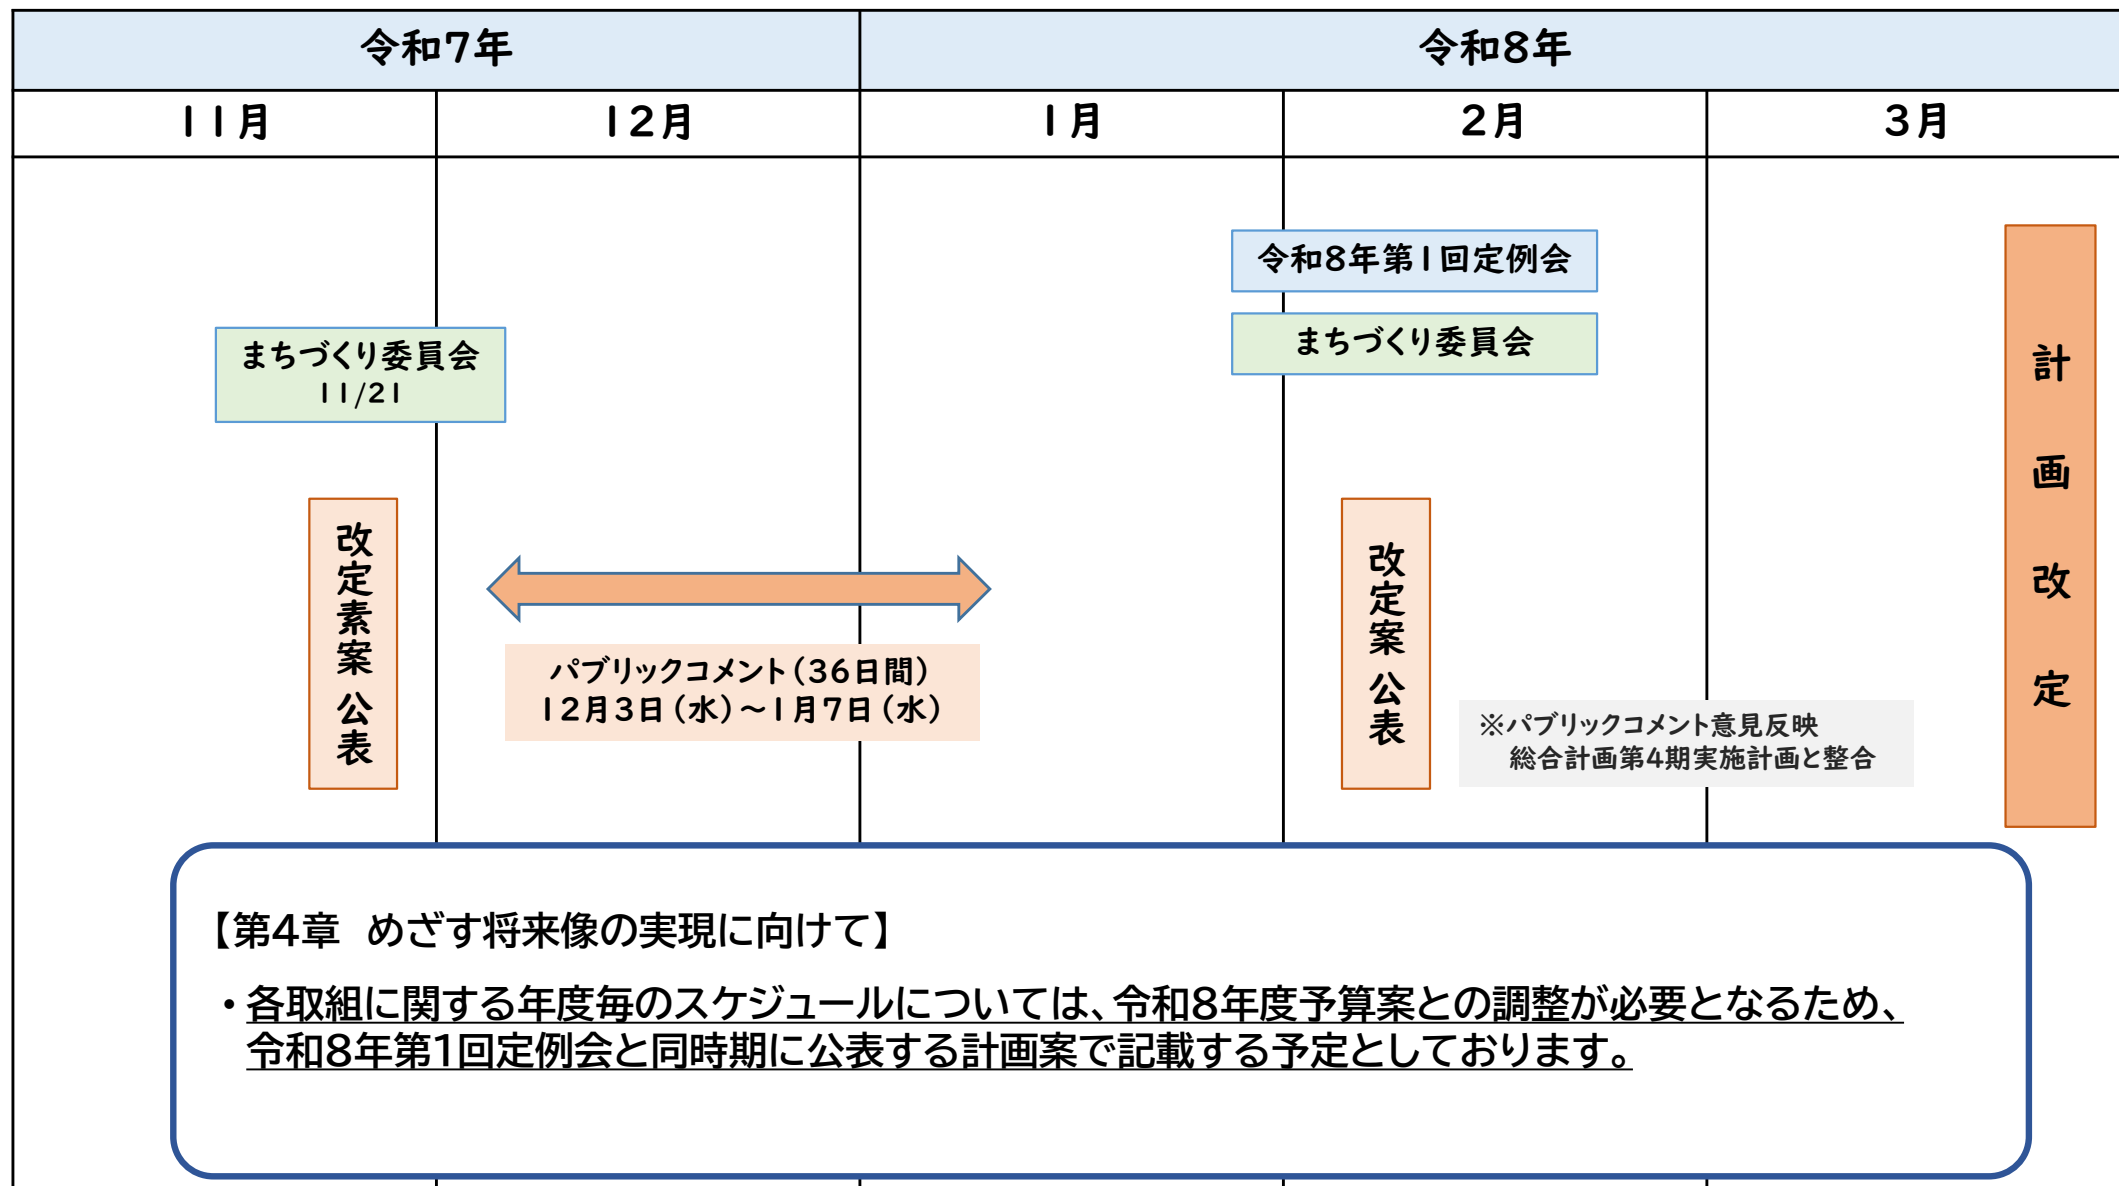 令和7年
令和8年
11月
12月
1月
2月
3月
令和8年第1回定例会
まちづくり委員会
11/21
まちづくり委員会
改定素案 公表
パブリックコメント（36日間）
12月3日（水）～1月7日（水）
改定案 公表
※パブリックコメント意見反映
総合計画第4期実施計画と整合
計画改定
【第4章　めざす将来像の実現に向けて】
・各取組に関する年度毎のスケジュールについては、令和8年度予算案との調整が必要となるため、
令和8年第1回定例会と同時期に公表する計画案で記載する予定としております。